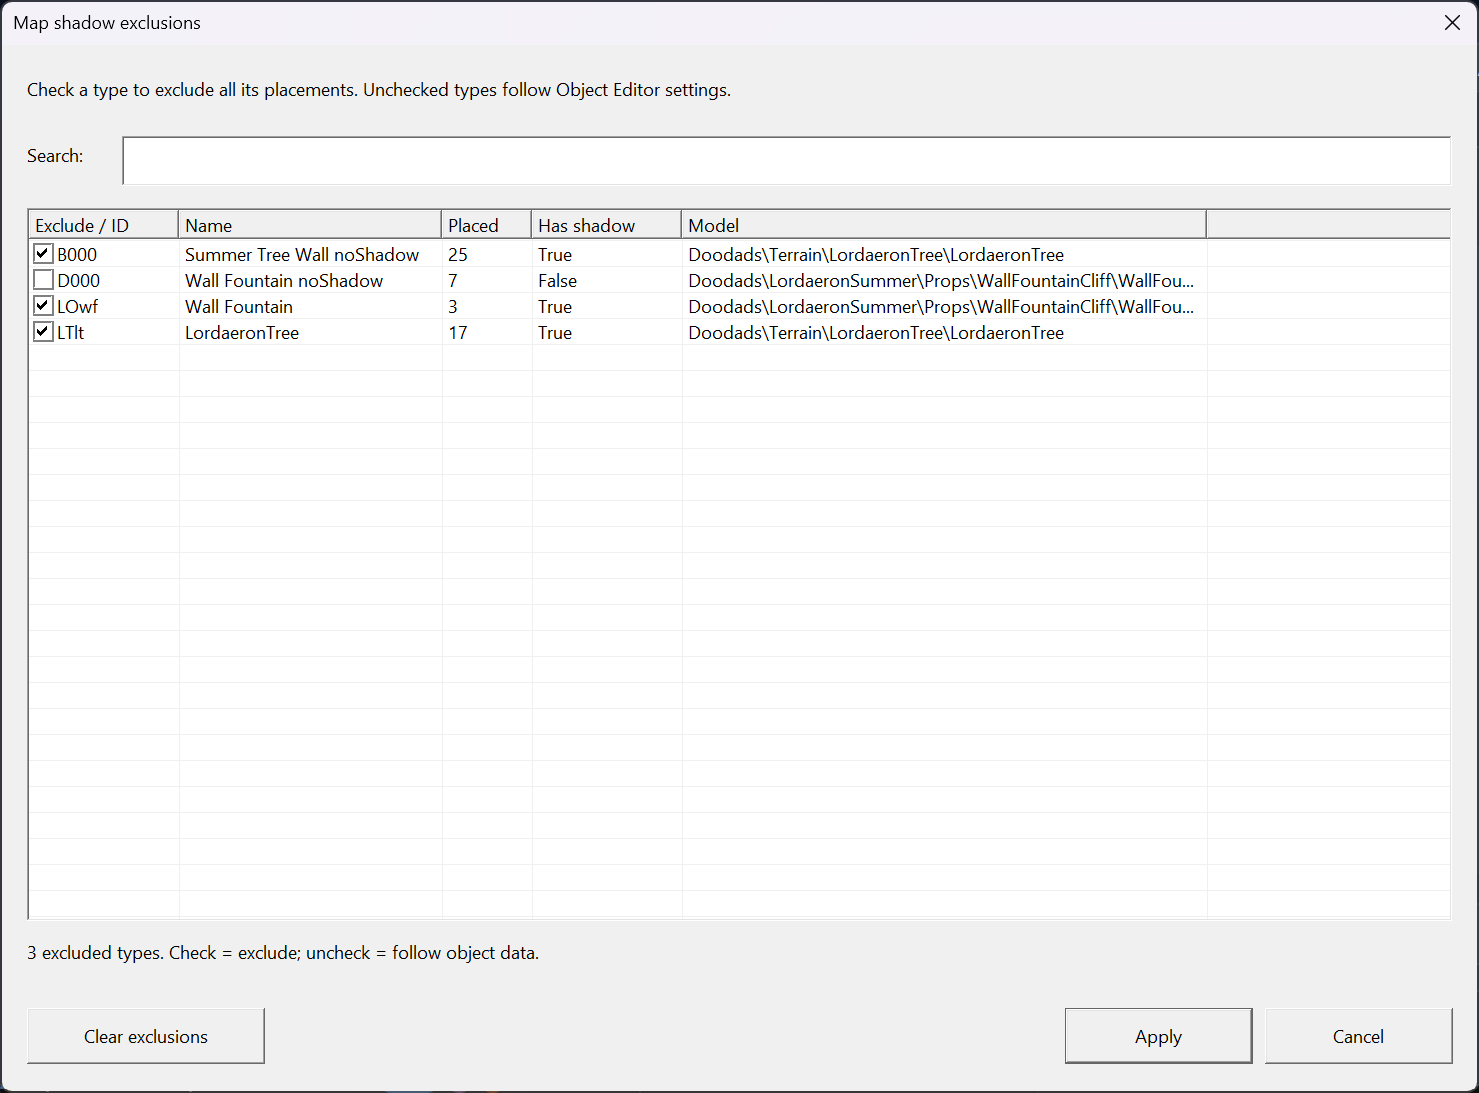 Map shadow exclusions
Check a type to exclude all its placements. Unchecked types follow Object Editor settings.
Search:
Exclude / ID Name Placed Has shadow Model
B000 Summer Tree Wall noShadow 25 True Doodads\Terrain\LordaeronTree\LordaeronTree
D000 Wall Fountain noShadow 7 False Doodads\LordaeronSummer\Props\WallFountainCliff\WallFou...
LOwf Wall Fountain 3 True Doodads\LordaeronSummer\Props\WallFountainCliff\WallFou...
LTlt LordaeronTree 17 True Doodads\Terrain\LordaeronTree\LordaeronTree
3 excluded types. Check = exclude; uncheck = follow object data.
Clear exclusions Apply Cancel